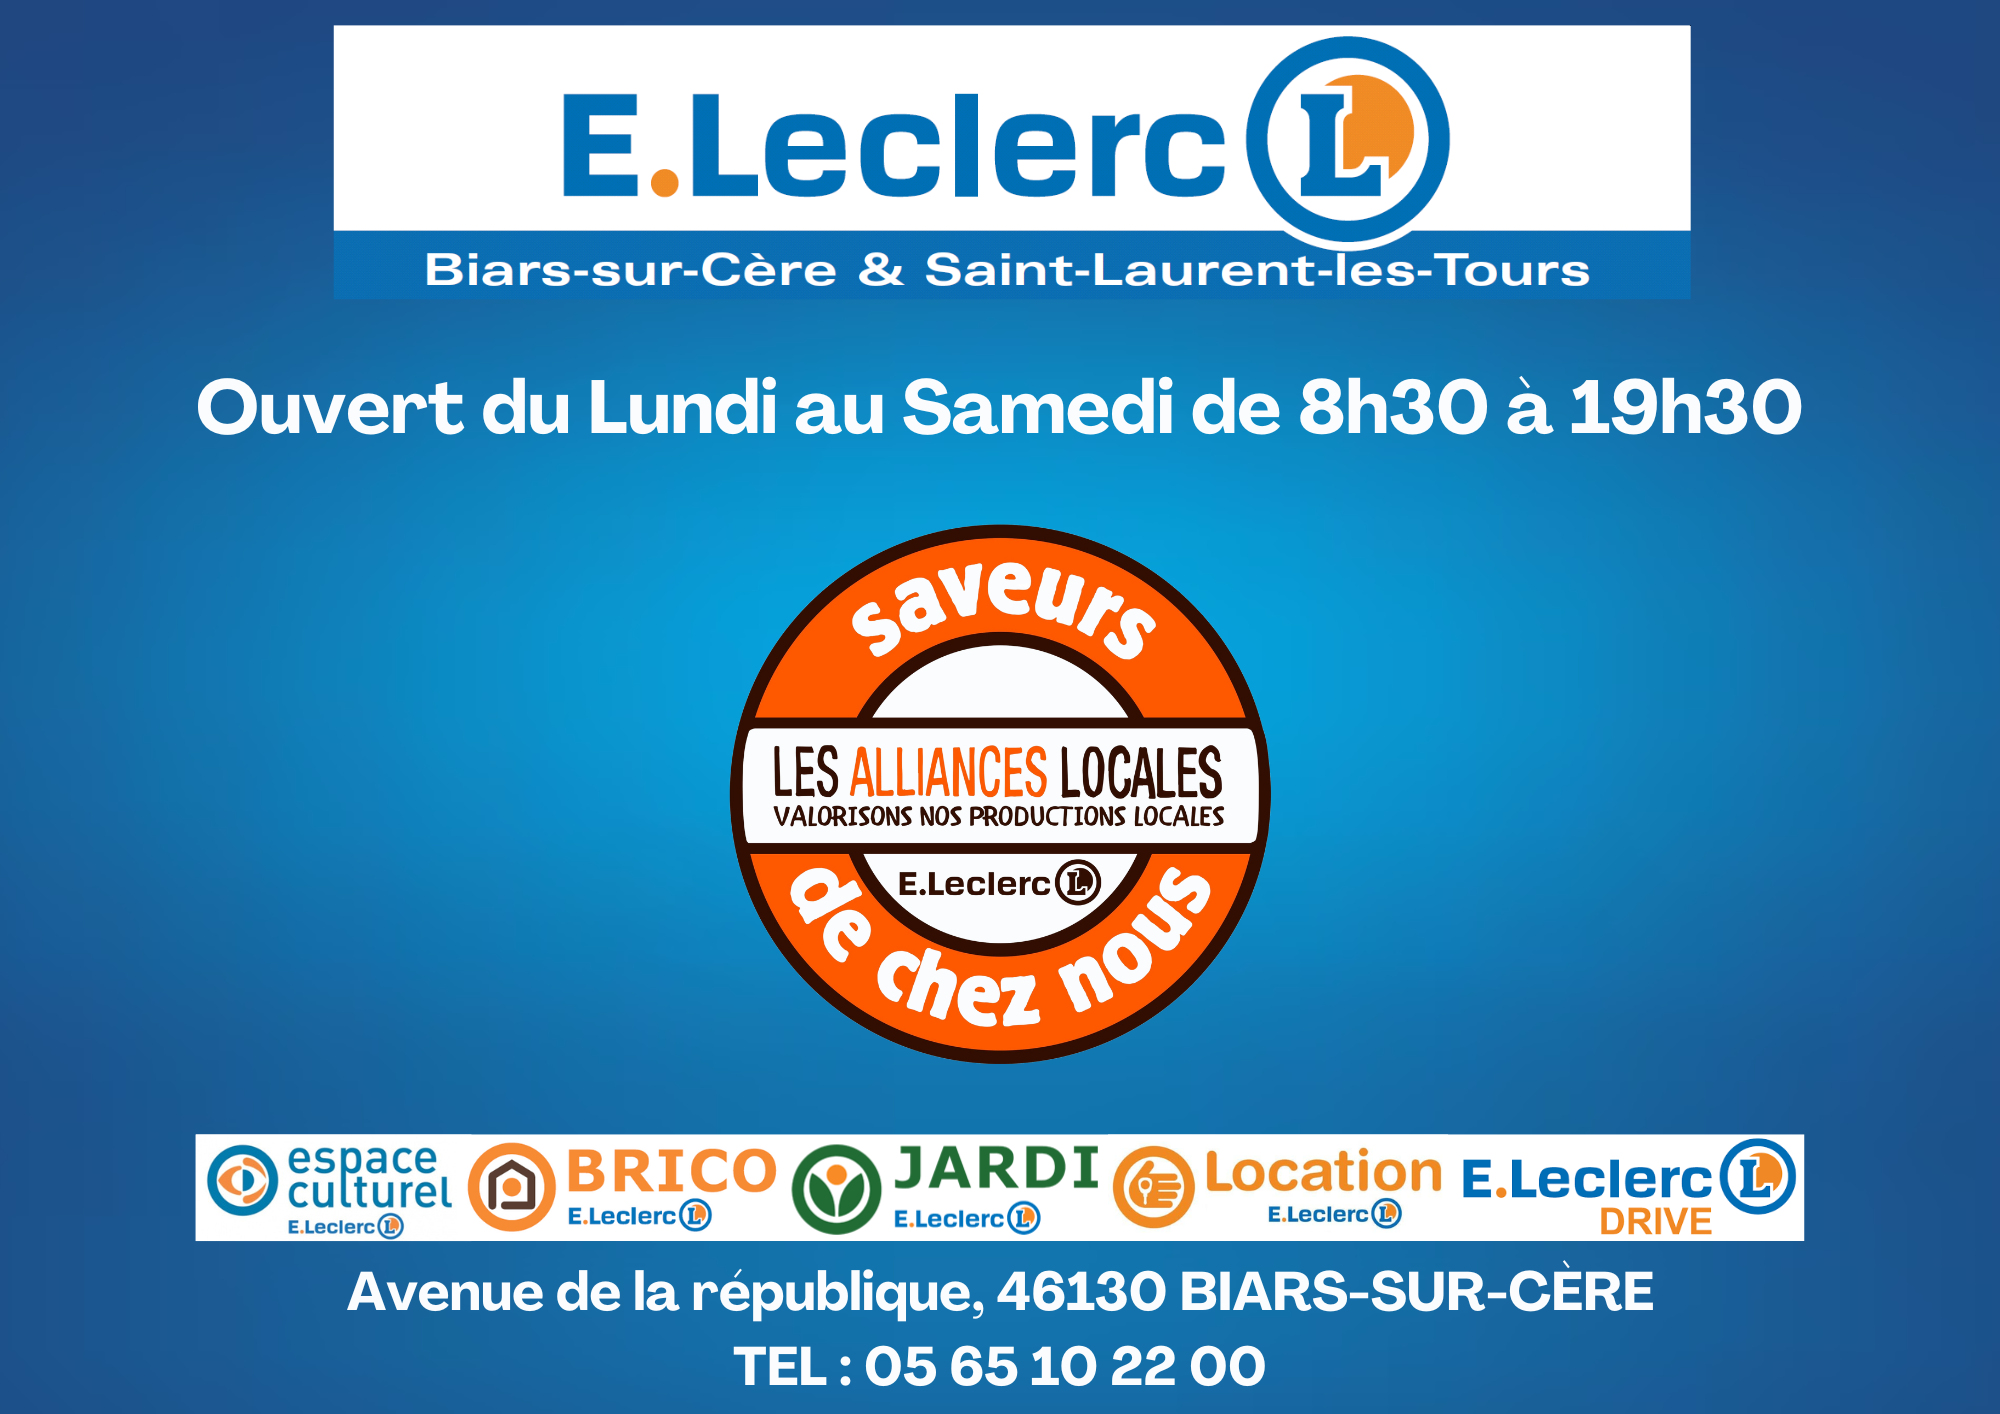 E.Leclerc L
Biars-sur-Cère & Saint-Laurent-les-Tours
Ouvert du Lundi au Samedi de 8h30 à 19h30
saveurs
LES ALLIANCES LOCALES
VALORISONS NOS PRODUCTIONS LOCALES
E.Leclerc L
de chez nous
espace
culturel
E.Leclerc L
BRICO
E.Leclerc L
JARDI
E.Leclerc L
Location
E.Leclerc L
E.Leclerc L
DRIVE
Avenue de la république, 46130 BIARS-SUR-CÈRE
TEL : 05 65 10 22 00